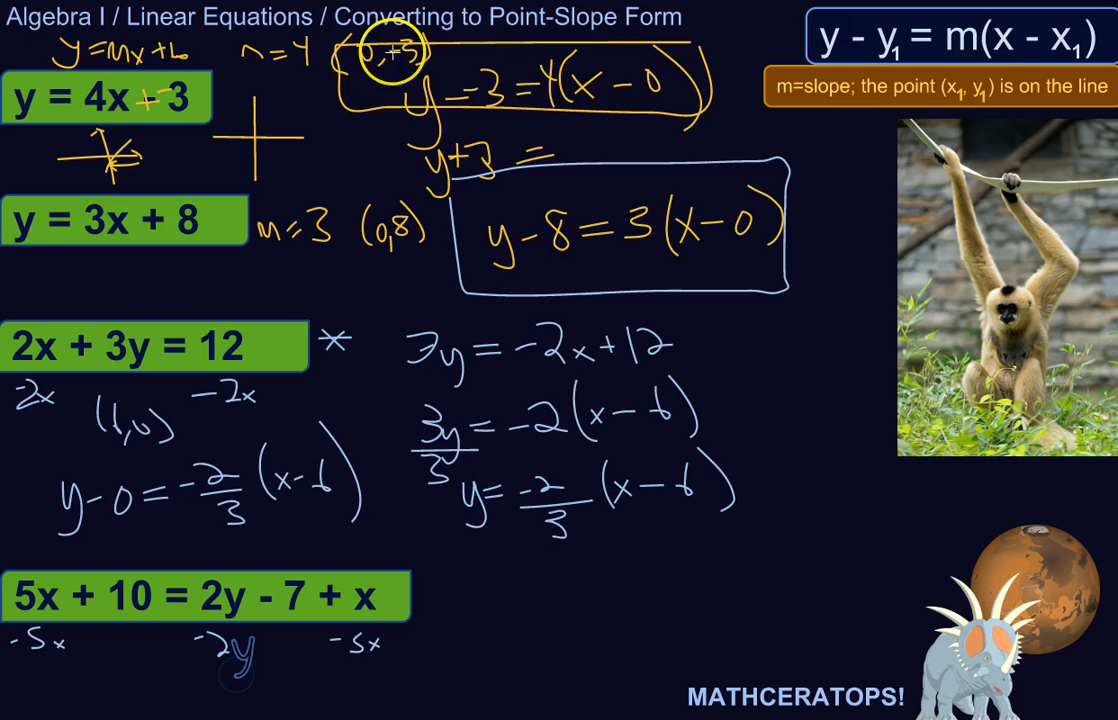 Algebra I / Linear Equations / Converting to Point-Slope Form
y - y₁ = m(x - x₁)
m=slope; the point (x₁, y₁) is on the line
y=mx+b
m=4 (0,+3)
y = 4x + -3
y - 3 = 4(x - 0)
y+3 =
y = 3x + 8
m=3 (0,8)
y-8=3(x-0)
2x + 3y = 12 *
-2x -2x
3y=-2x+12
(6,0)
3y/3=-2(x-6)
y-0=-2/3(x-6)
y=-2/3(x-6)
5x + 10 = 2y - 7 + x
-5x -2y -5x
MATHCERATOPS!